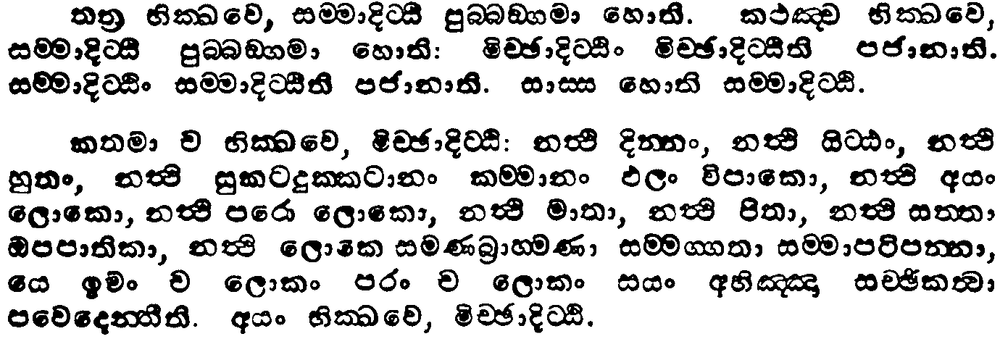 තත්‍ර භික්ඛවෙ, සම්මාදිට්ඨි පුබ්බඞ්ගමා හොති. කථඤ්ච භික්ඛවෙ,
සම්මාදිට්ඨි පුබ්බඞ්ගමා හොති: මිච්ඡාදිට්ඨිං මිච්ඡාදිට්ඨීති පජානාති.
සම්මාදිට්ඨිං සම්මාදිට්ඨීති පජානාති. සාස්ස හොති සම්මාදිට්ඨි.
කතමා ච භික්ඛවෙ, මිච්ඡාදිට්ඨි: නත්ථි දින්නං, නත්ථි යිට්ඨං, නත්ථි
හුතං, නත්ථි සුකටදුක්කටානං කම්මානං ඵලං විපාකො, නත්ථි අයං
ලොකො, නත්ථි පරො ලොකො, නත්ථි මාතා, නත්ථි පිතා, නත්ථි සත්තා
ඔපපාතිකා, නත්ථි ලොකෙ සමණබ්‍රාහ්මණා සම්මග්ගතා සම්මාපටිපන්නා,
යෙ ඉමං ච ලොකං පරං ච ලොකං සයං අභිඤ්ඤා සච්ඡිකත්වා
පවෙදෙන්තීති. අයං භික්ඛවෙ, මිච්ඡාදිට්ඨි.